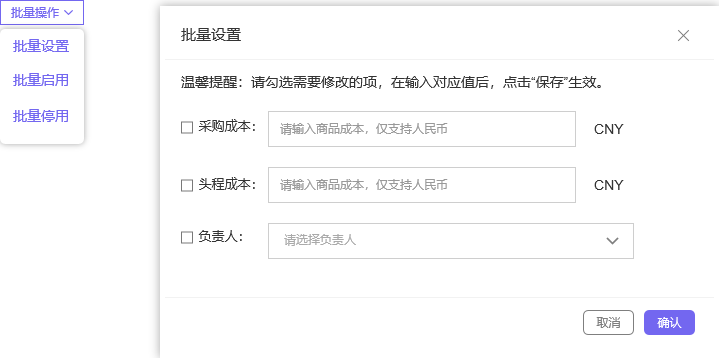 批量操作
批量设置
批量启用
批量停用
批量设置
温馨提醒：请勾选需要修改的项，在输入对应值后，点击“保存”生效。
采购成本： 请输入商品成本，仅支持人民币 CNY
头程成本： 请输入商品成本，仅支持人民币 CNY
负责人： 请选择负责人
取消 确认